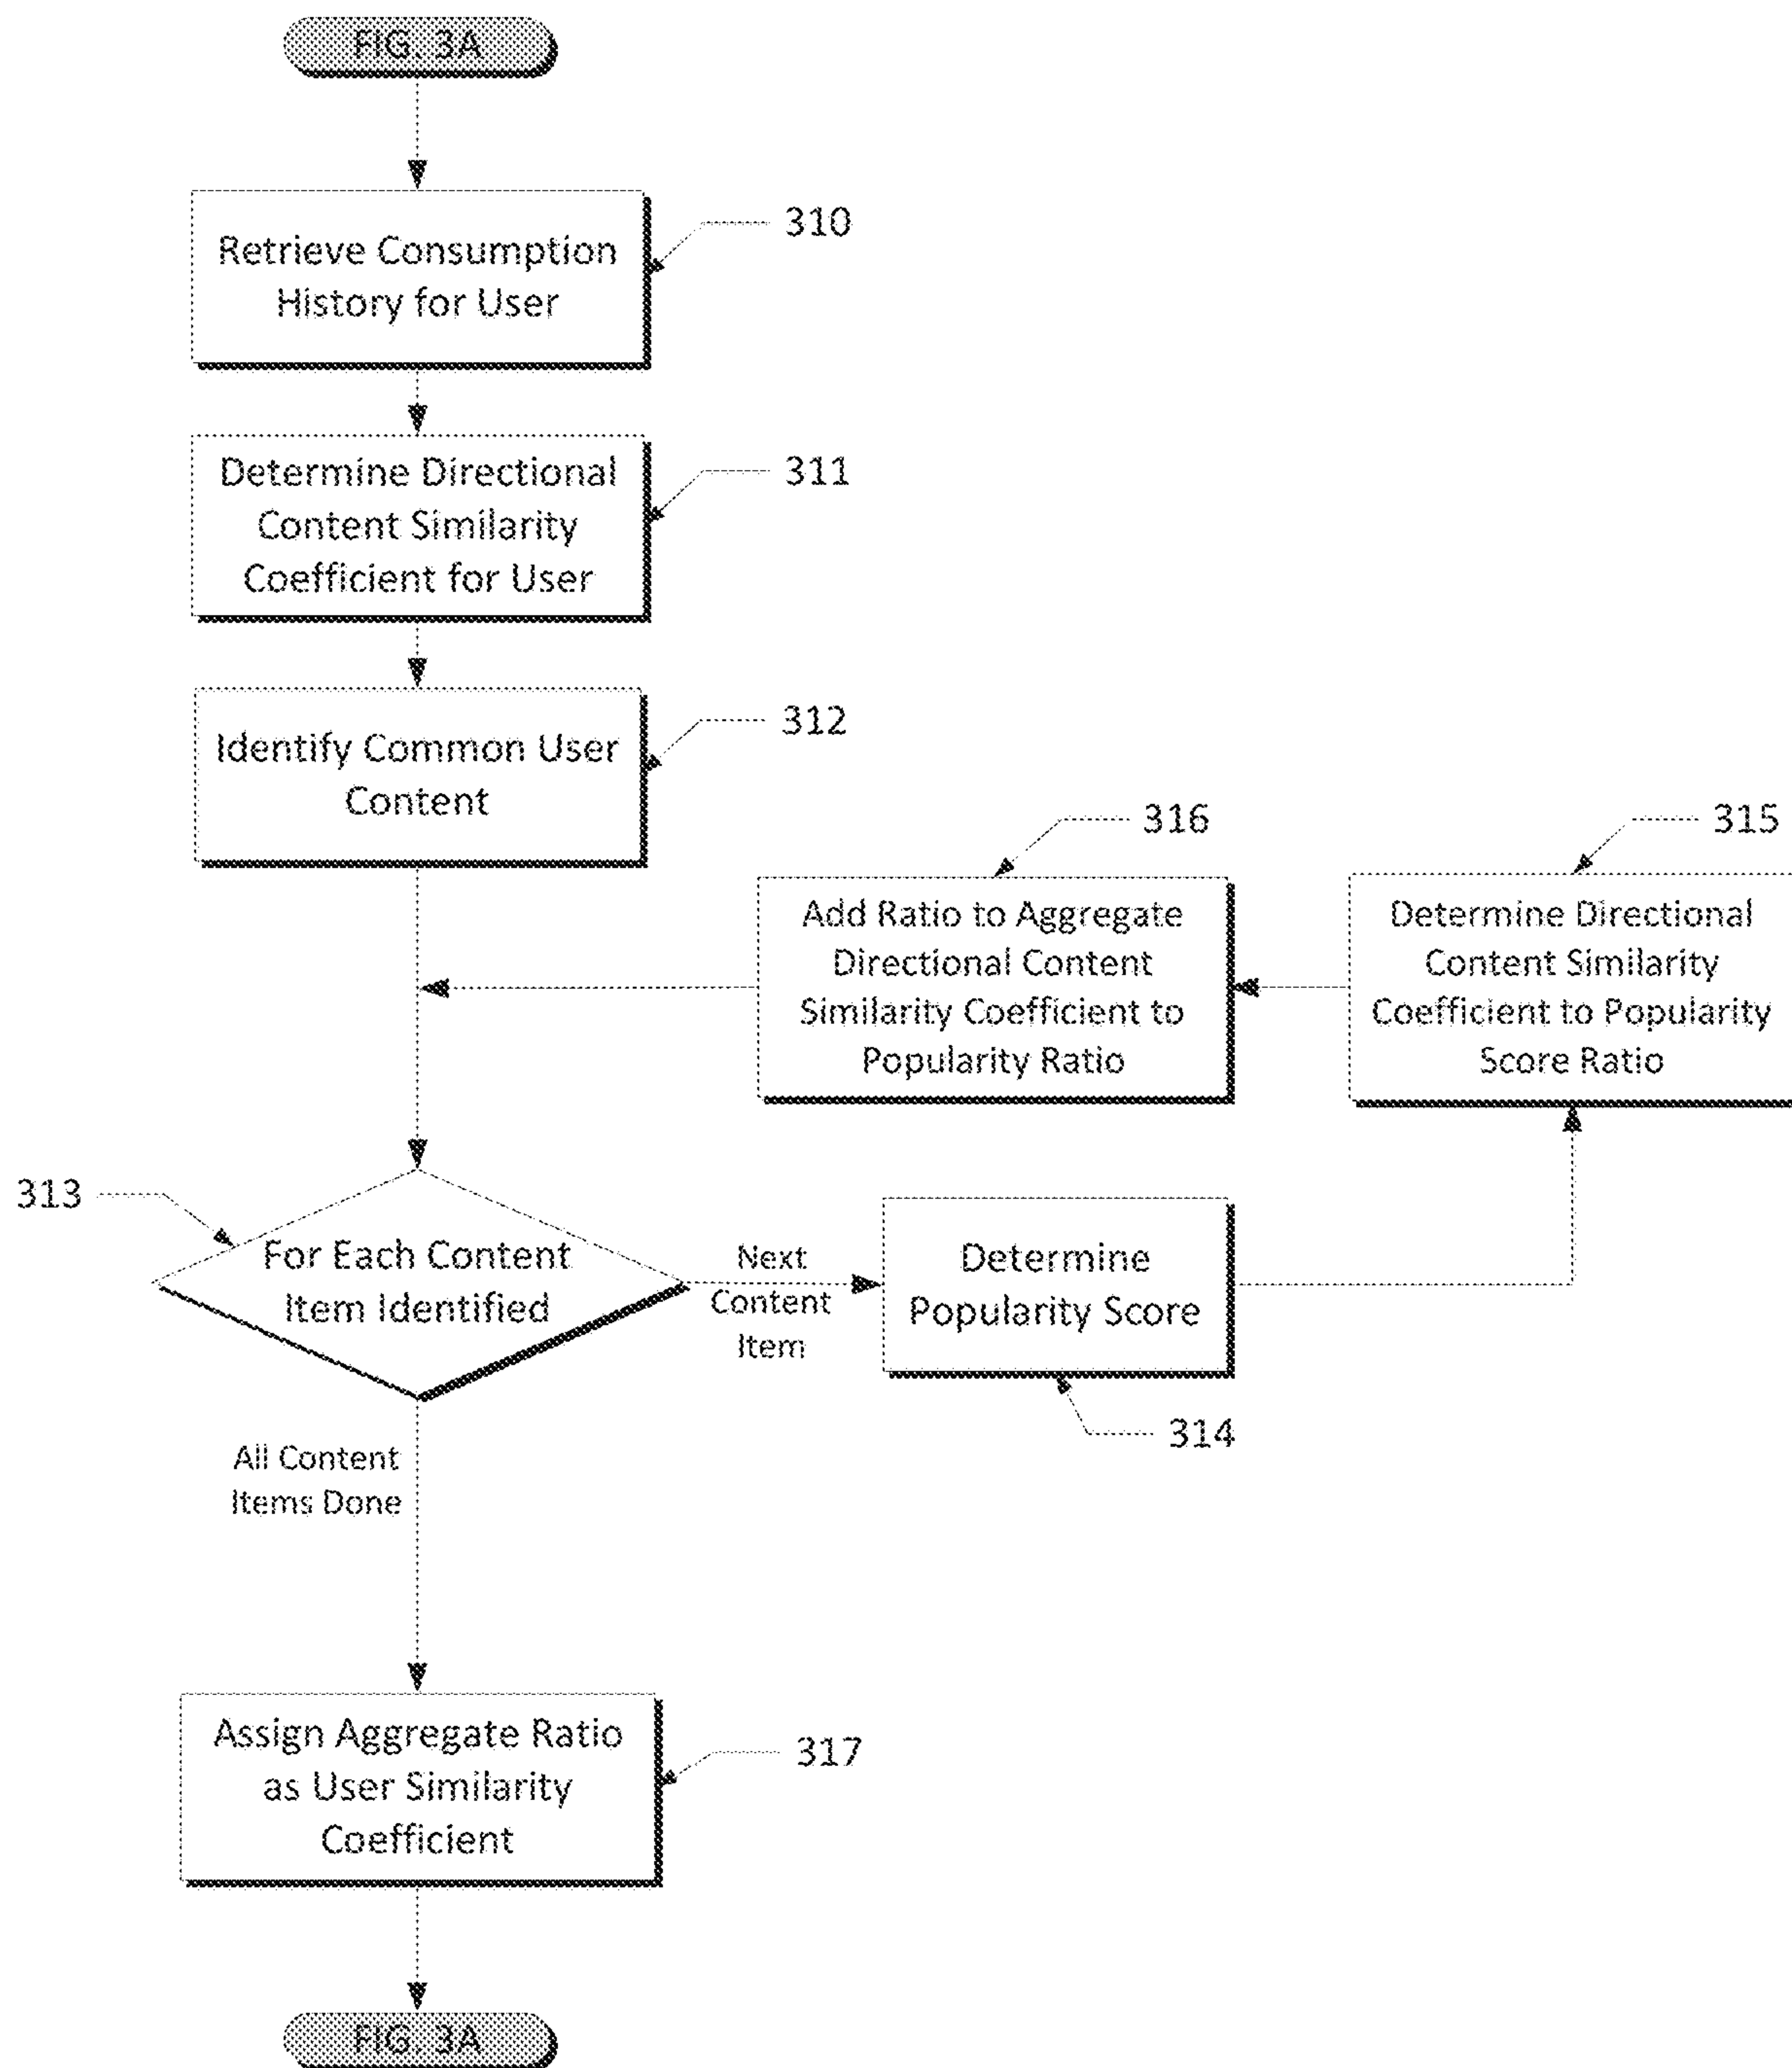 FIG. 3A
Retrieve Consumption
History for User
310
Determine Directional
Content Similarity
Coefficient for User
311
Identify Common User
Content
312
316
315
Add Ratio to Aggregate
Directional Content
Similarity Coefficient to
Popularity Ratio
Determine Directional
Content Similarity
Coefficient to Popularity
Score Ratio
313
For Each Content
Item Identified
Next
Content
Item
Determine
Popularity Score
314
All Content
Items Done
Assign Aggregate Ratio
as User Similarity
Coefficient
317
FIG. 3A